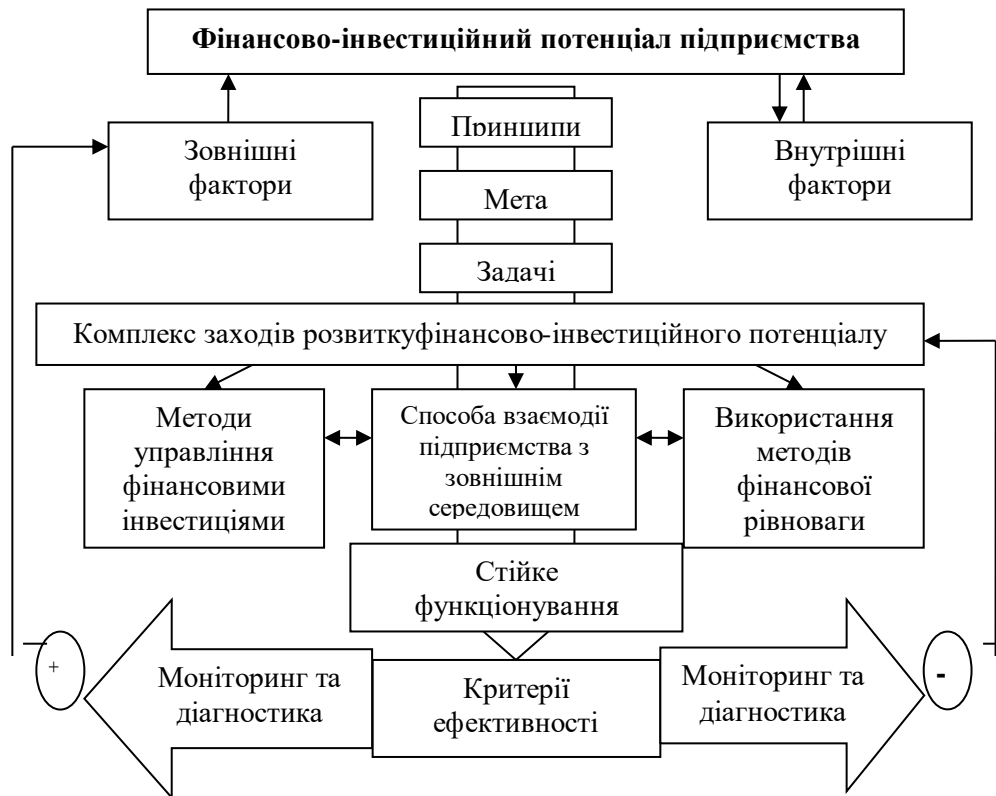 Фінансово-інвестиційний потенціал підприємства
Зовнішні
фактори
Принципи
Внутрішні
фактори
Мета
Задачі
Комплекс заходів розвиткуфінансово-інвестиційного потенціалу
Методи
управління
фінансовими
інвестиціями
Способа взаємодії
підприємства з
зовнішнім
середовищем
Використання
методів
фінансової
рівноваги
Стійке
функціонування
+
Моніторинг та
діагностика
Критерії
ефективності
Моніторинг та
діагностика
-